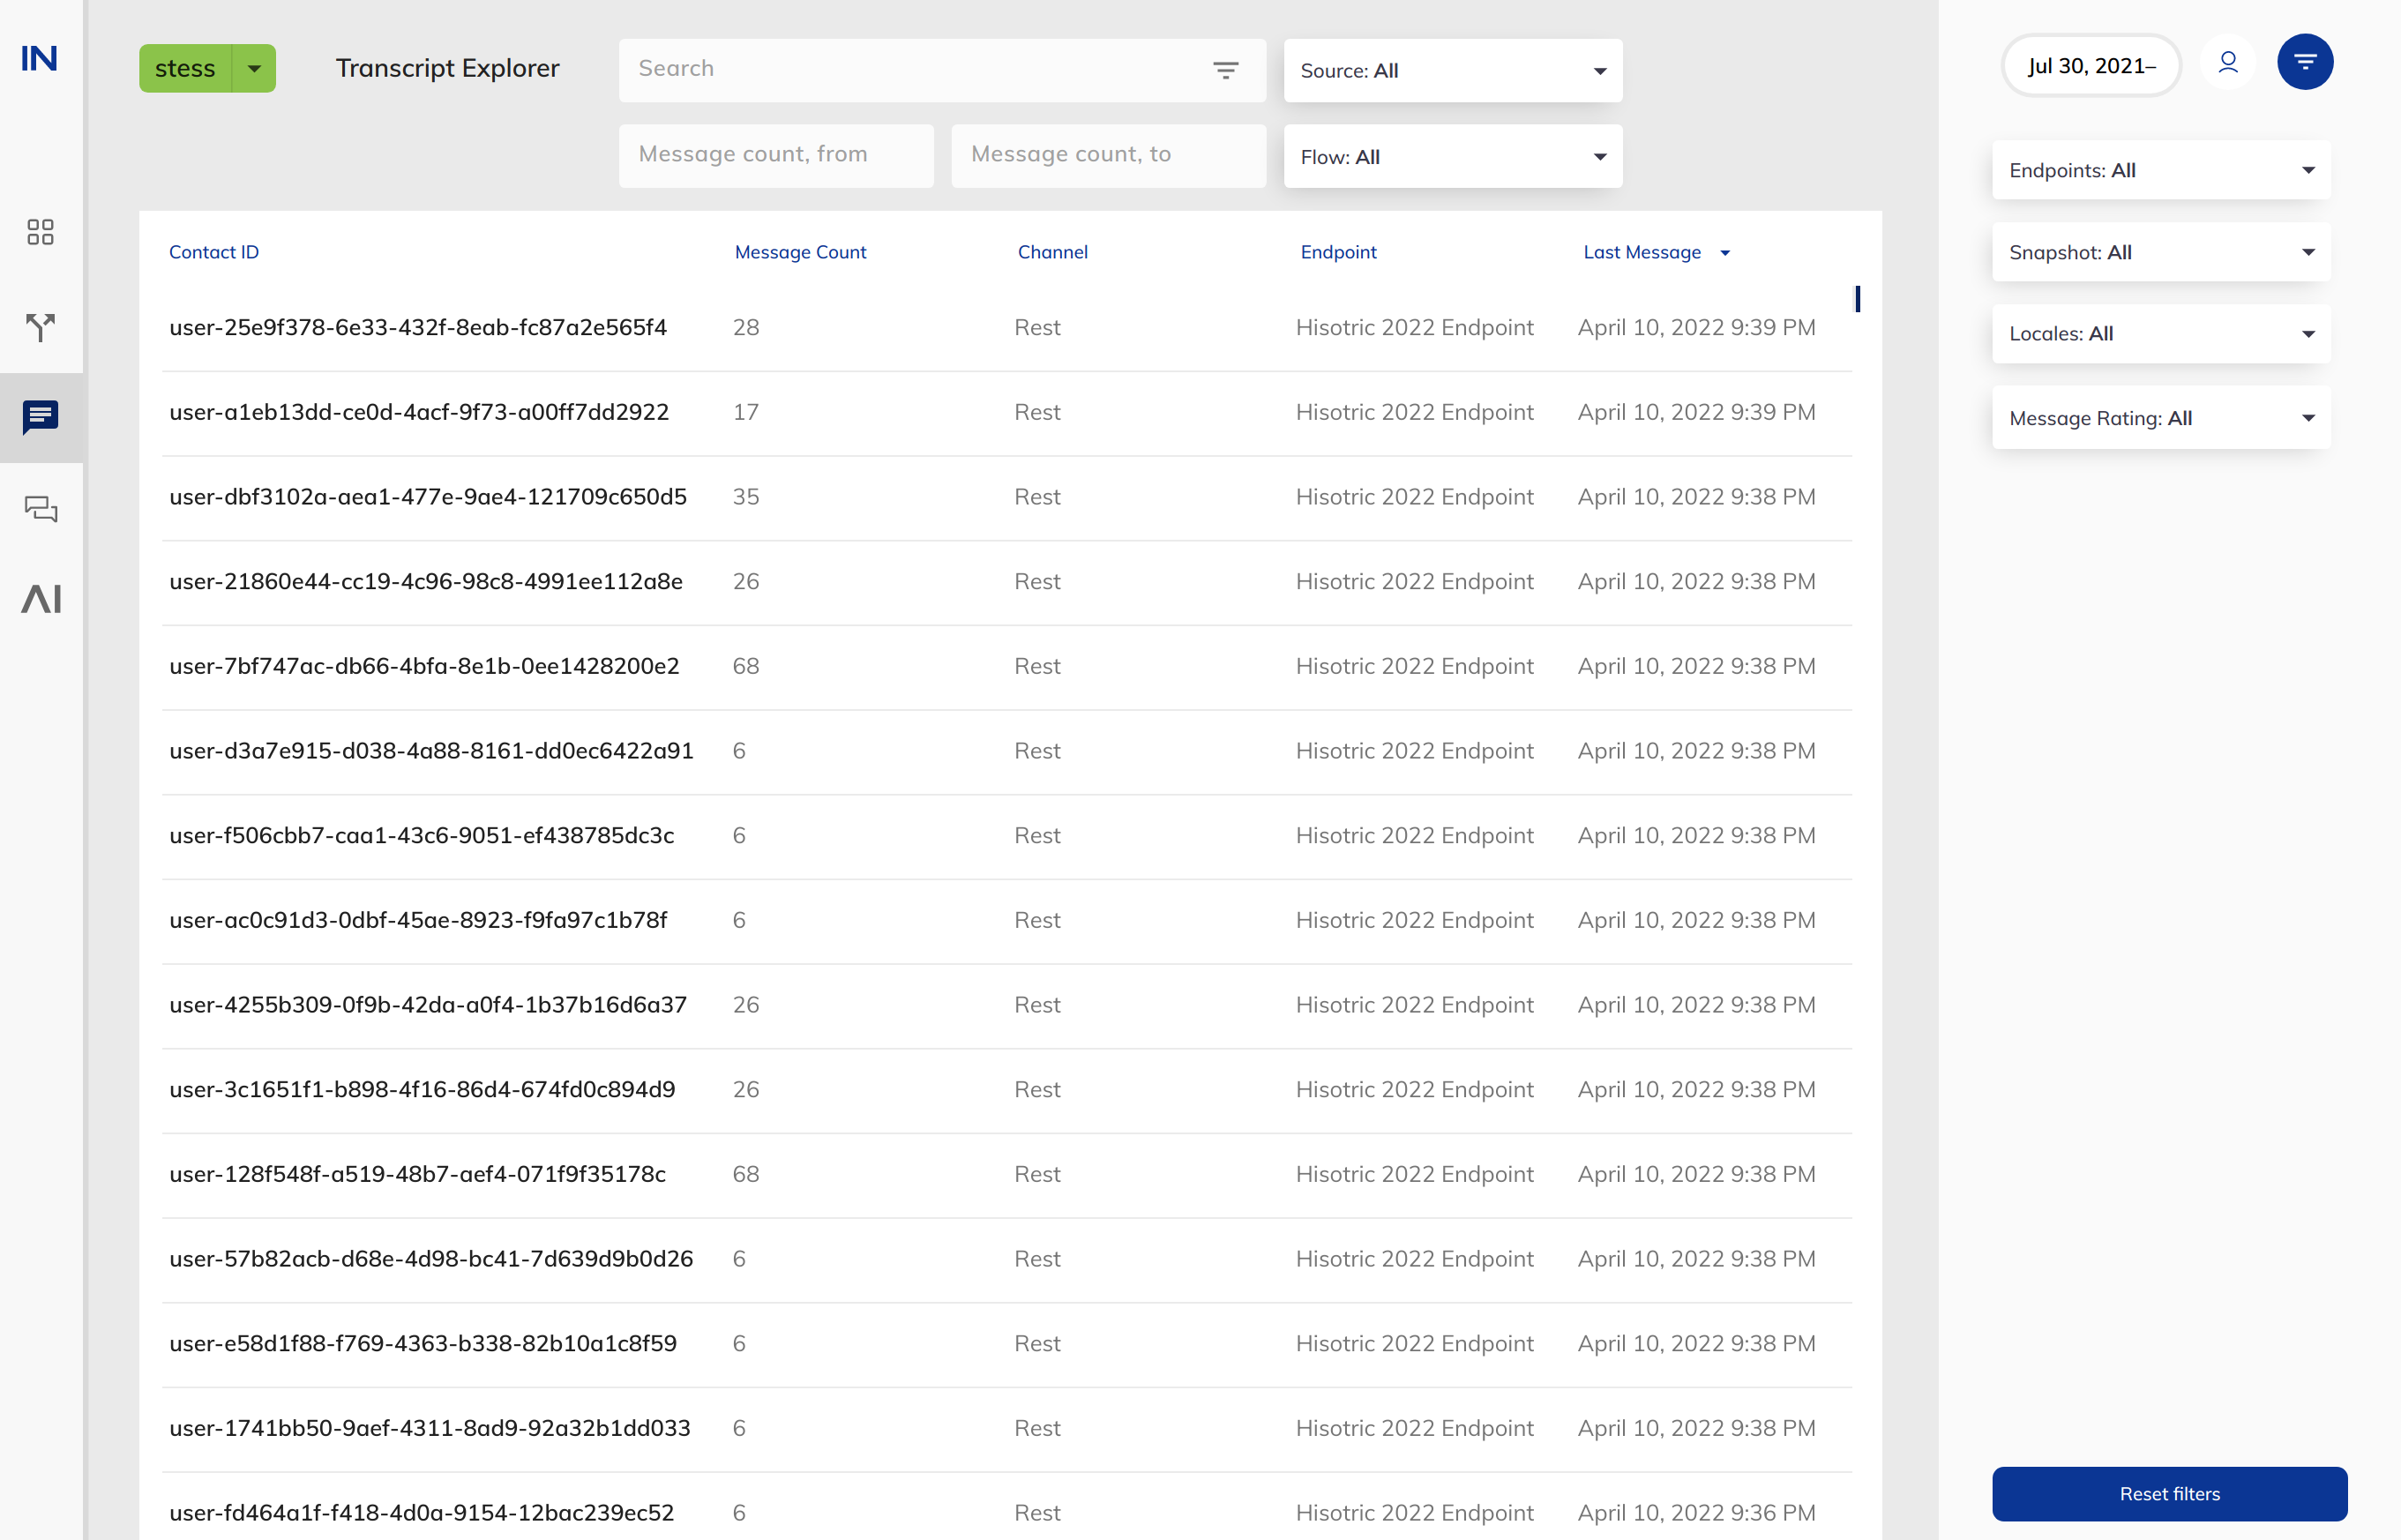 IN
stess
Transcript Explorer
Search
Source: All
Jul 30, 2021–
Message count, from
Message count, to
Flow: All
Endpoints: All
Snapshot: All
Locales: All
Message Rating: All
AI
Contact ID Message Count Channel Endpoint Last Message
user-25e9f378-6e33-432f-8eab-fc87a2e565f4 28 Rest Hisotric 2022 Endpoint April 10, 2022 9:39 PM
user-a1eb13dd-ce0d-4acf-9f73-a00ff7dd2922 17 Rest Hisotric 2022 Endpoint April 10, 2022 9:39 PM
user-dbf3102a-aea1-477e-9ae4-121709c650d5 35 Rest Hisotric 2022 Endpoint April 10, 2022 9:38 PM
user-21860e44-cc19-4c96-98c8-4991ee112a8e 26 Rest Hisotric 2022 Endpoint April 10, 2022 9:38 PM
user-7bf747ac-db66-4bfa-8e1b-0ee1428200e2 68 Rest Hisotric 2022 Endpoint April 10, 2022 9:38 PM
user-d3a7e915-d038-4a88-8161-dd0ec6422a91 6 Rest Hisotric 2022 Endpoint April 10, 2022 9:38 PM
user-f506cbb7-caa1-43c6-9051-ef438785dc3c 6 Rest Hisotric 2022 Endpoint April 10, 2022 9:38 PM
user-ac0c91d3-0dbf-45ae-8923-f9fa97c1b78f 6 Rest Hisotric 2022 Endpoint April 10, 2022 9:38 PM
user-4255b309-0f9b-42da-a0f4-1b37b16d6a37 26 Rest Hisotric 2022 Endpoint April 10, 2022 9:38 PM
user-3c1651f1-b898-4f16-86d4-674fd0c894d9 26 Rest Hisotric 2022 Endpoint April 10, 2022 9:38 PM
user-128f548f-a519-48b7-aef4-071f9f35178c 68 Rest Hisotric 2022 Endpoint April 10, 2022 9:38 PM
user-57b82acb-d68e-4d98-bc41-7d639d9b0d26 6 Rest Hisotric 2022 Endpoint April 10, 2022 9:38 PM
user-e58d1f88-f769-4363-b338-82b10a1c8f59 6 Rest Hisotric 2022 Endpoint April 10, 2022 9:38 PM
user-1741bb50-9aef-4311-8ad9-92a32b1dd033 6 Rest Hisotric 2022 Endpoint April 10, 2022 9:38 PM
user-fd464a1f-f418-4d0a-9154-12bac239ec52 6 Rest Hisotric 2022 Endpoint April 10, 2022 9:36 PM
Reset filters